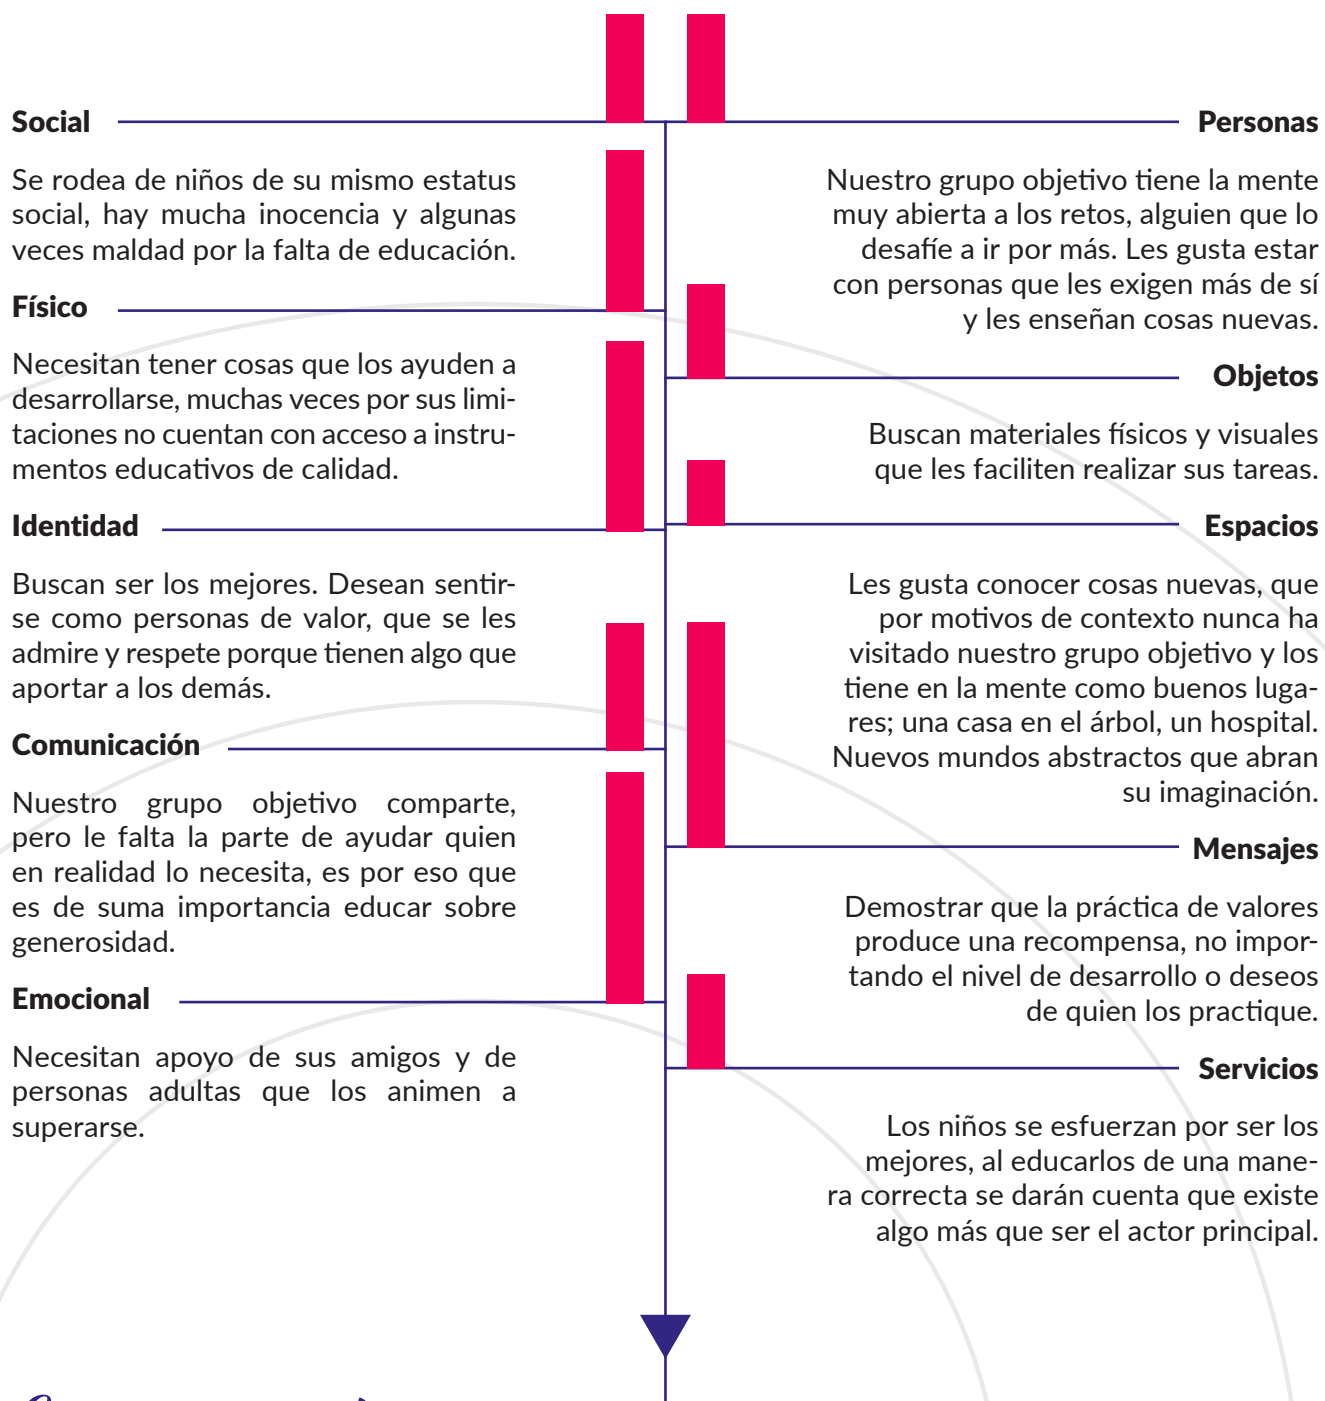 Social
Se rodea de niños de su mismo estatus
social, hay mucha inocencia y algunas
veces maldad por la falta de educación.
Físico
Necesitan tener cosas que los ayuden a
desarrollarse, muchas veces por sus limi-
taciones no cuentan con acceso a instru-
mentos educativos de calidad.
Identidad
Buscan ser los mejores. Desean sentir-
se como personas de valor, que se les
admire y respete porque tienen algo que
aportar a los demás.
Comunicación
Nuestro grupo objetivo comparte,
pero le falta la parte de ayudar quien
en realidad lo necesita, es por eso que
es de suma importancia educar sobre
generosidad.
Emocional
Necesitan apoyo de sus amigos y de
personas adultas que los animen a
superarse.
Personas
Nuestro grupo objetivo tiene la mente
muy abierta a los retos, alguien que lo
desafíe a ir por más. Les gusta estar
con personas que les exigen más de sí
y les enseñan cosas nuevas.
Objetos
Buscan materiales físicos y visuales
que les faciliten realizar sus tareas.
Espacios
Les gusta conocer cosas nuevas, que
por motivos de contexto nunca ha
visitado nuestro grupo objetivo y los
tiene en la mente como buenos luga-
res; una casa en el árbol, un hospital.
Nuevos mundos abstractos que abran
su imaginación.
Mensajes
Demostrar que la práctica de valores
produce una recompensa, no impor-
tando el nivel de desarrollo o deseos
de quien los practique.
Servicios
Los niños se esfuerzan por ser los
mejores, al educarlos de una mane-
ra correcta se darán cuenta que existe
algo más que ser el actor principal.